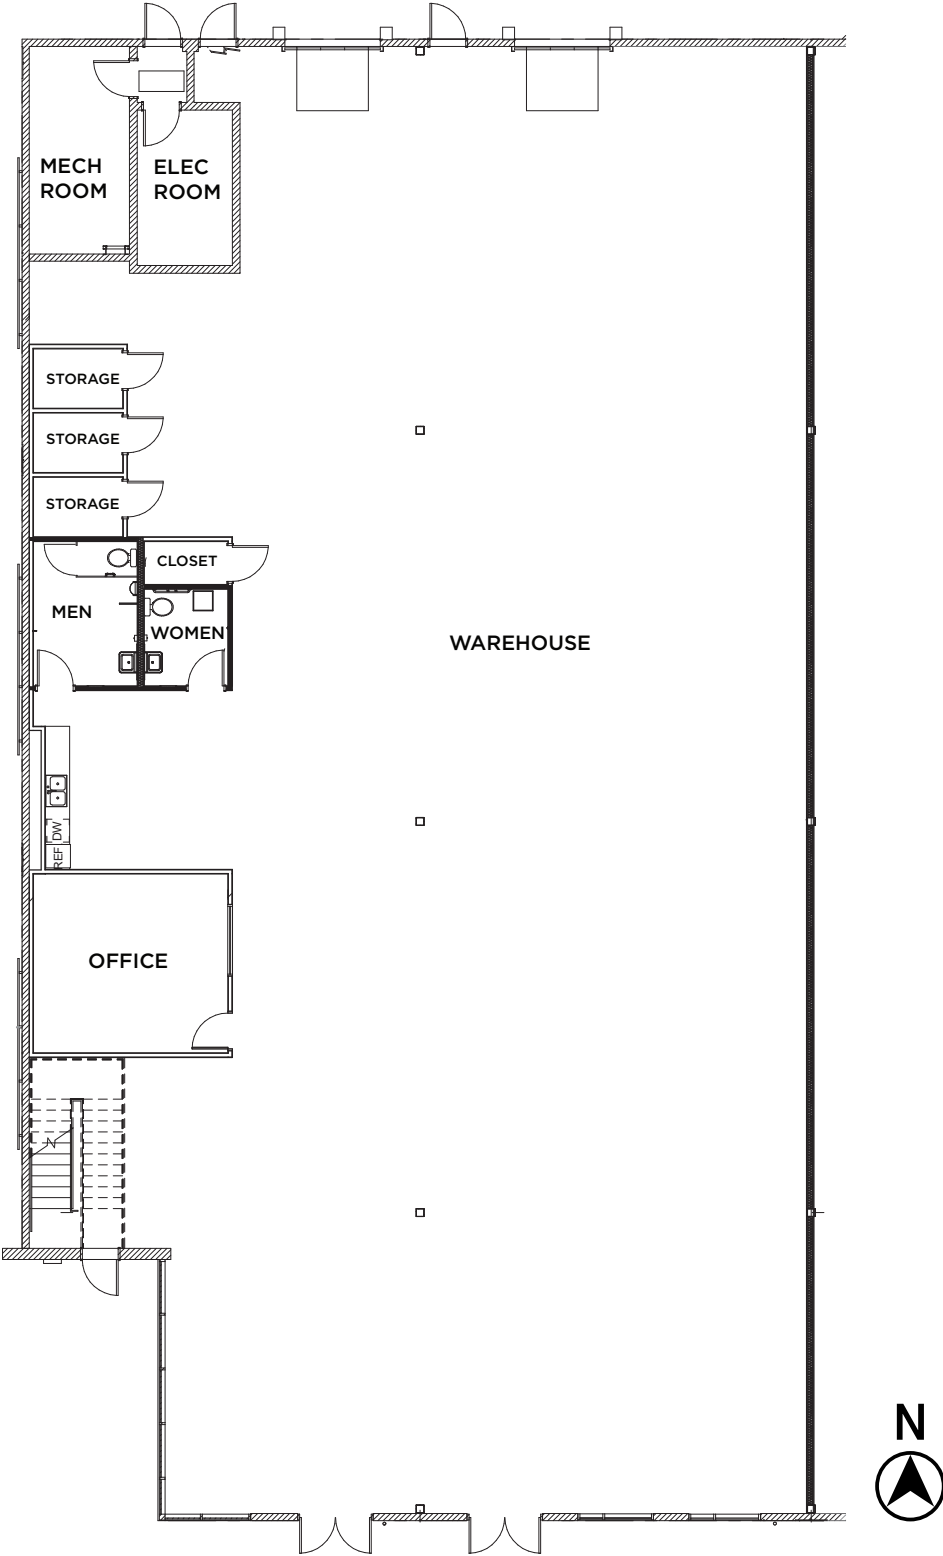 MECH
ROOM
ELEC
ROOM
STORAGE
STORAGE
STORAGE
CLOSET
MEN
WOMEN
WAREHOUSE
DW
REF
OFFICE
N